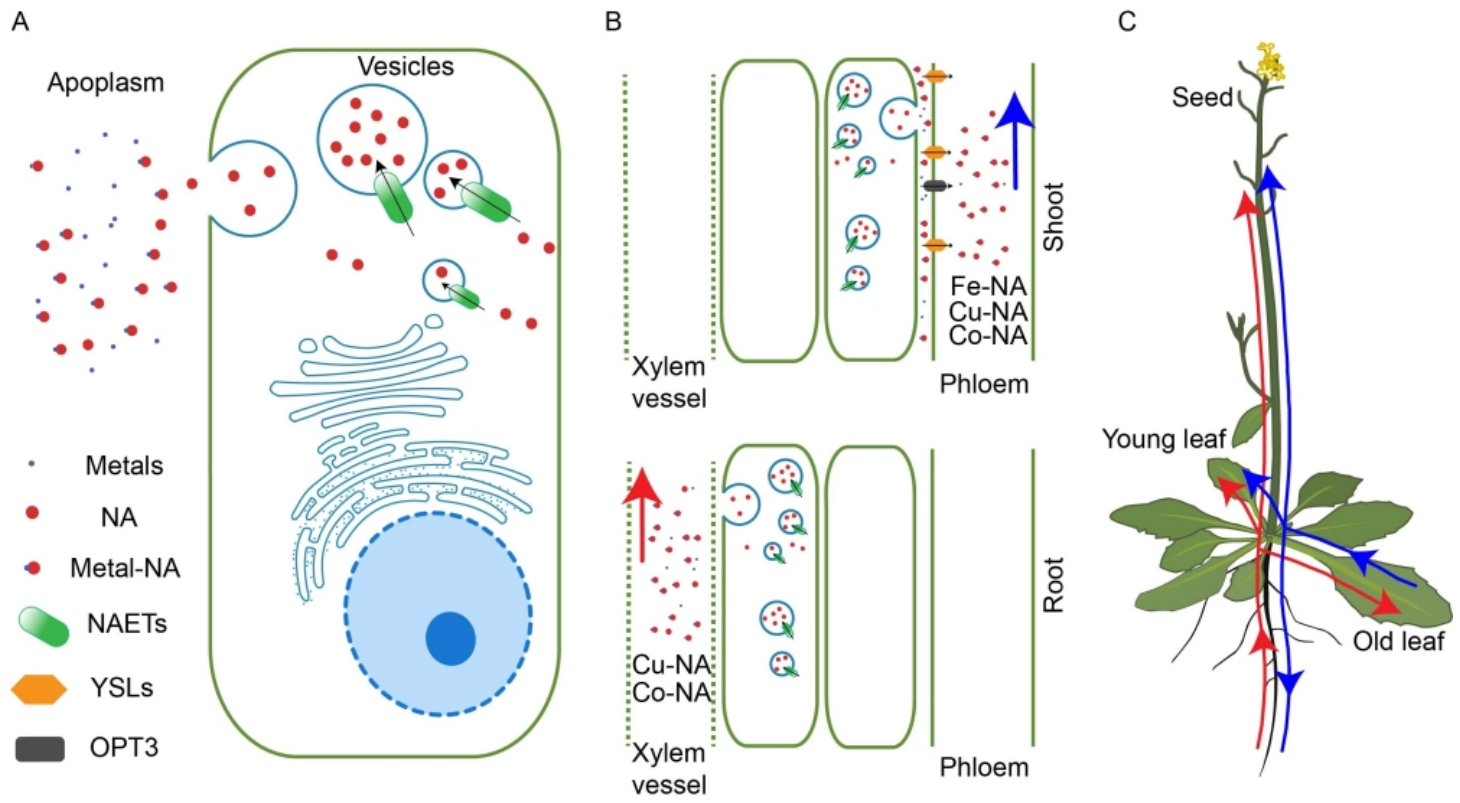 A
Apoplasm
Vesicles
Metals
NA
Metal-NA
NAETs
YSLs
OPT3
B
Shoot
Fe-NA
Cu-NA
Co-NA
Xylem
vessel
Phloem
Root
Cu-NA
Co-NA
Xylem
vessel
Phloem
C
Seed
Young leaf
Old leaf